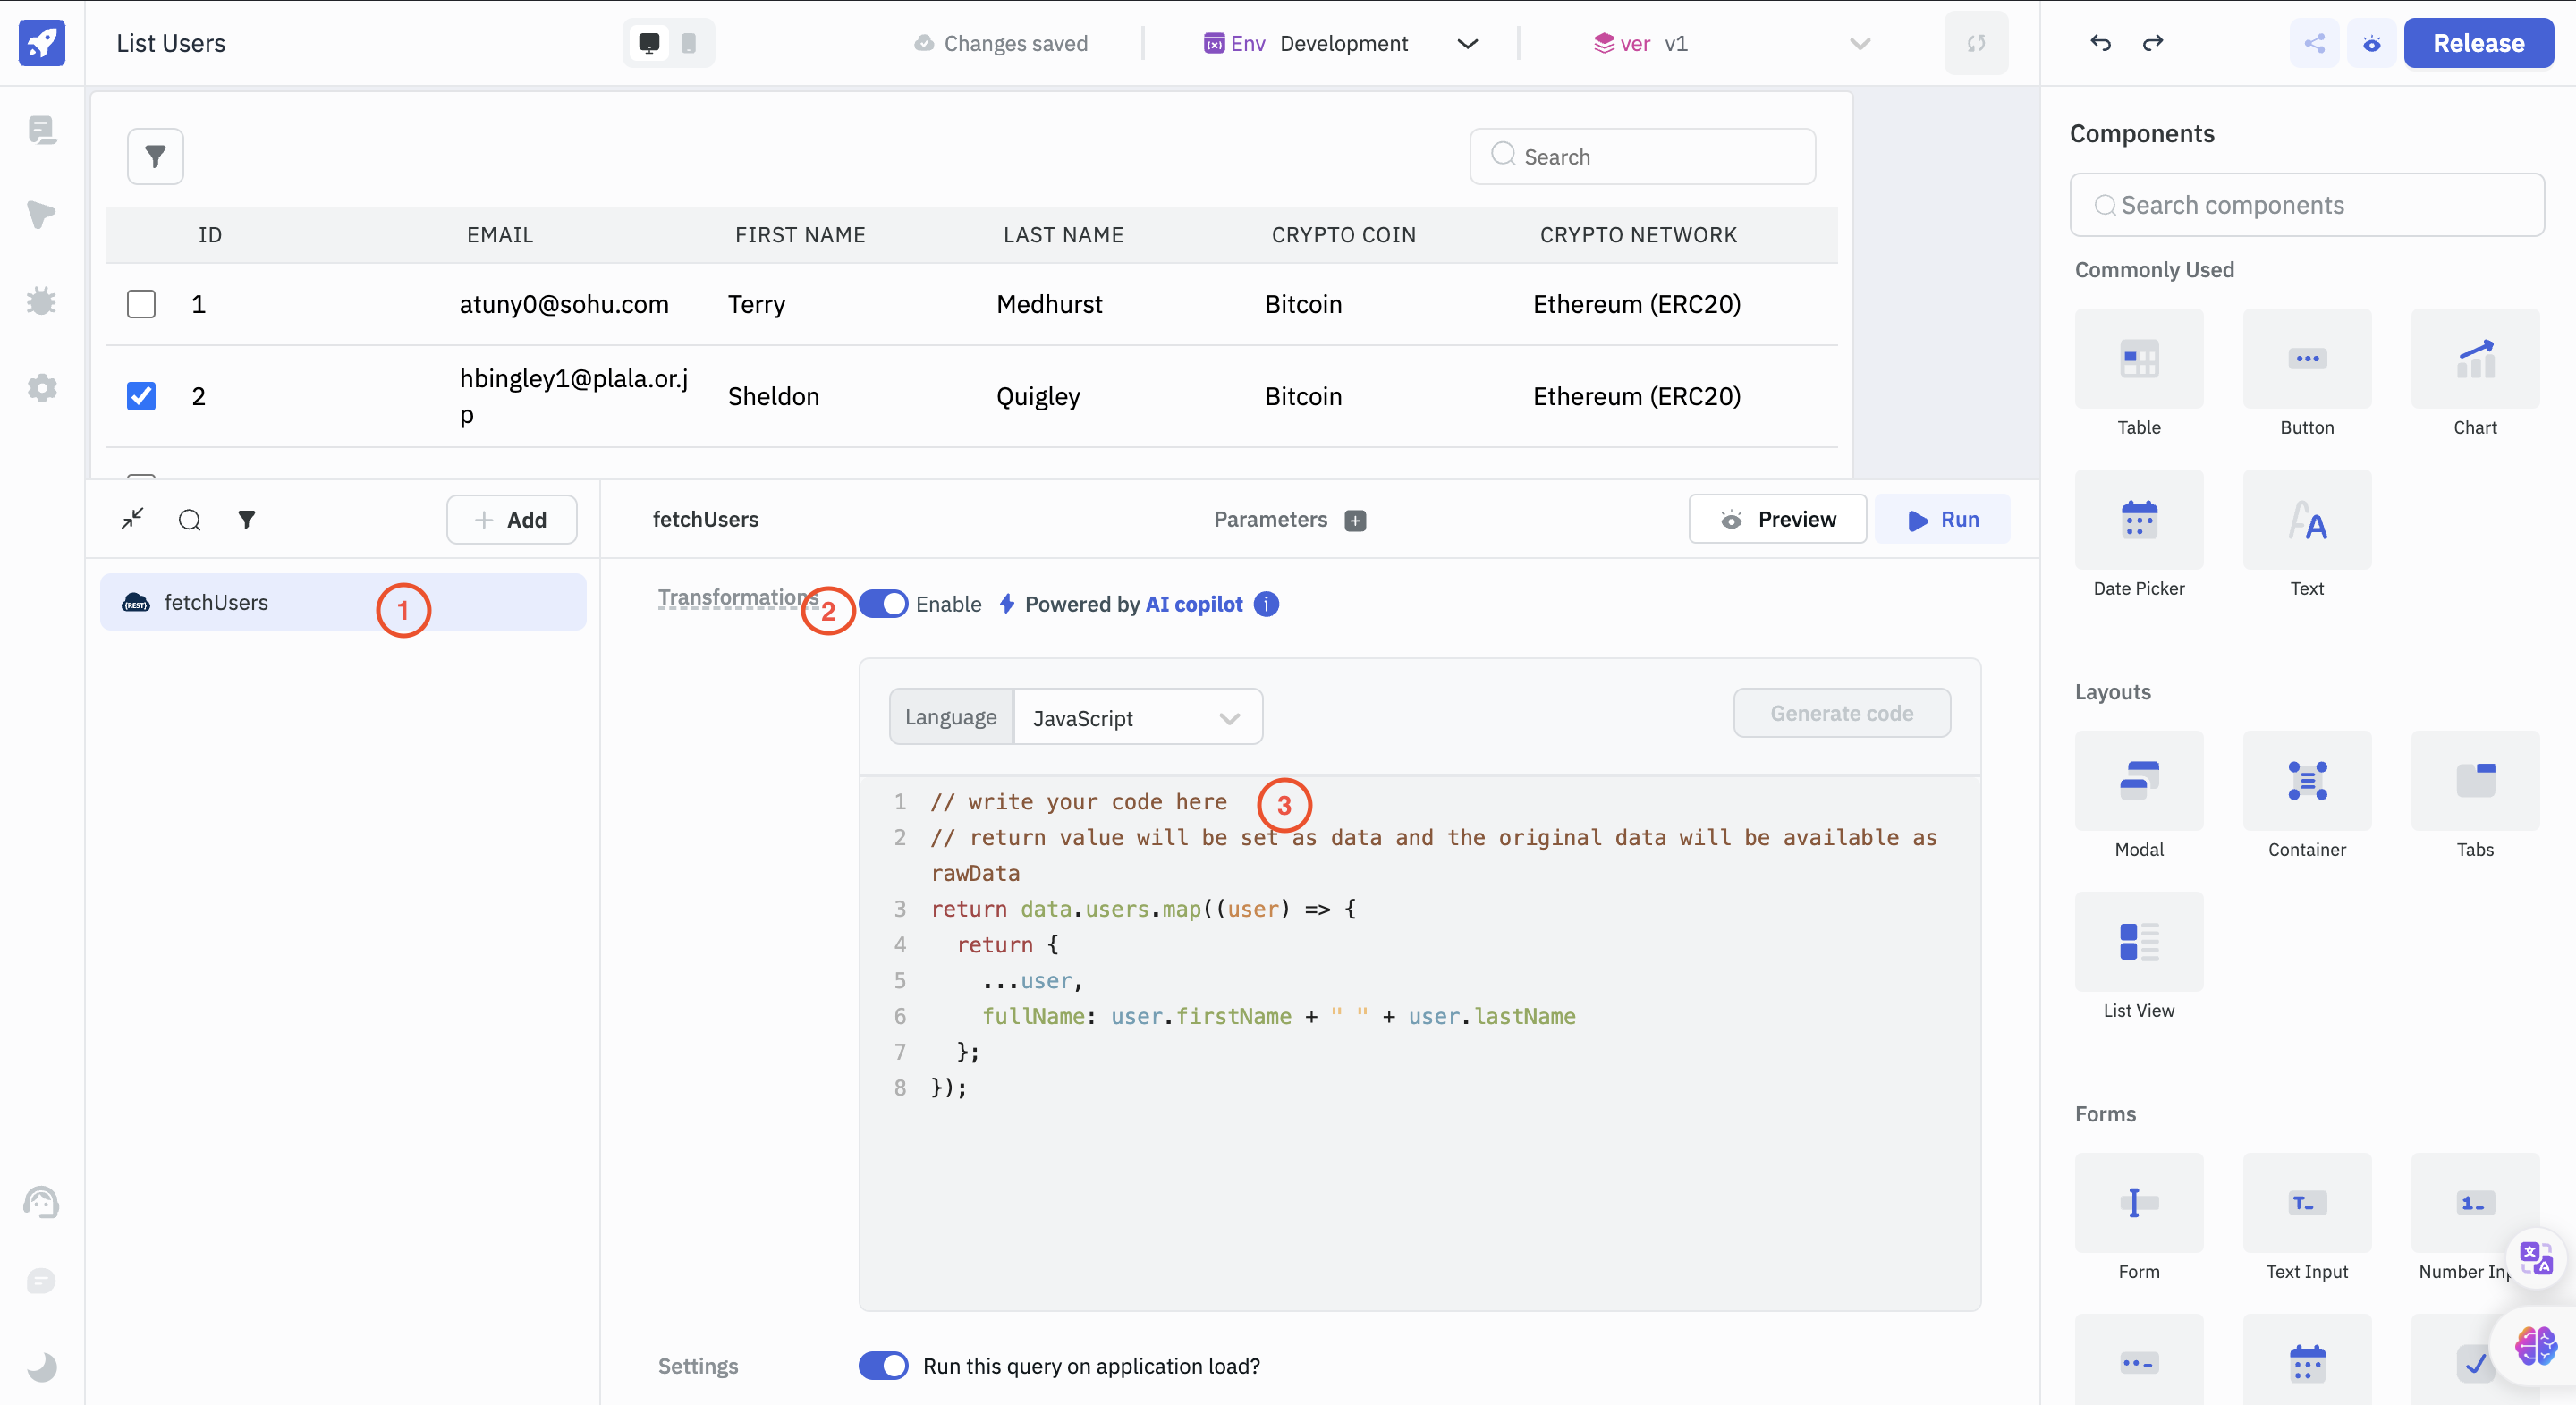 List Users
Changes saved
Env Development
ver v1
Release
Search
ID EMAIL FIRST NAME LAST NAME CRYPTO COIN CRYPTO NETWORK
1 atuny0@sohu.com Terry Medhurst Bitcoin Ethereum (ERC20)
2 hbingley1@plala.or.j
p Sheldon Quigley Bitcoin Ethereum (ERC20)
Add
fetchUsers
Parameters
Preview
Run
REST fetchUsers
1
Transformations
2
Enable Powered by AI copilot
Language JavaScript
Generate code
1 // write your code here
3
2 // return value will be set as data and the original data will be available as
rawData
3 return data.users.map((user) => {
4 return {
5 ...user,
6 fullName: user.firstName + " " + user.lastName
7 };
8 });
Settings
Run this query on application load?
Components
Search components
Commonly Used
Table Button Chart
Date Picker Text
Layouts
Modal Container Tabs
List View
Forms
Form Text Input Number Inp